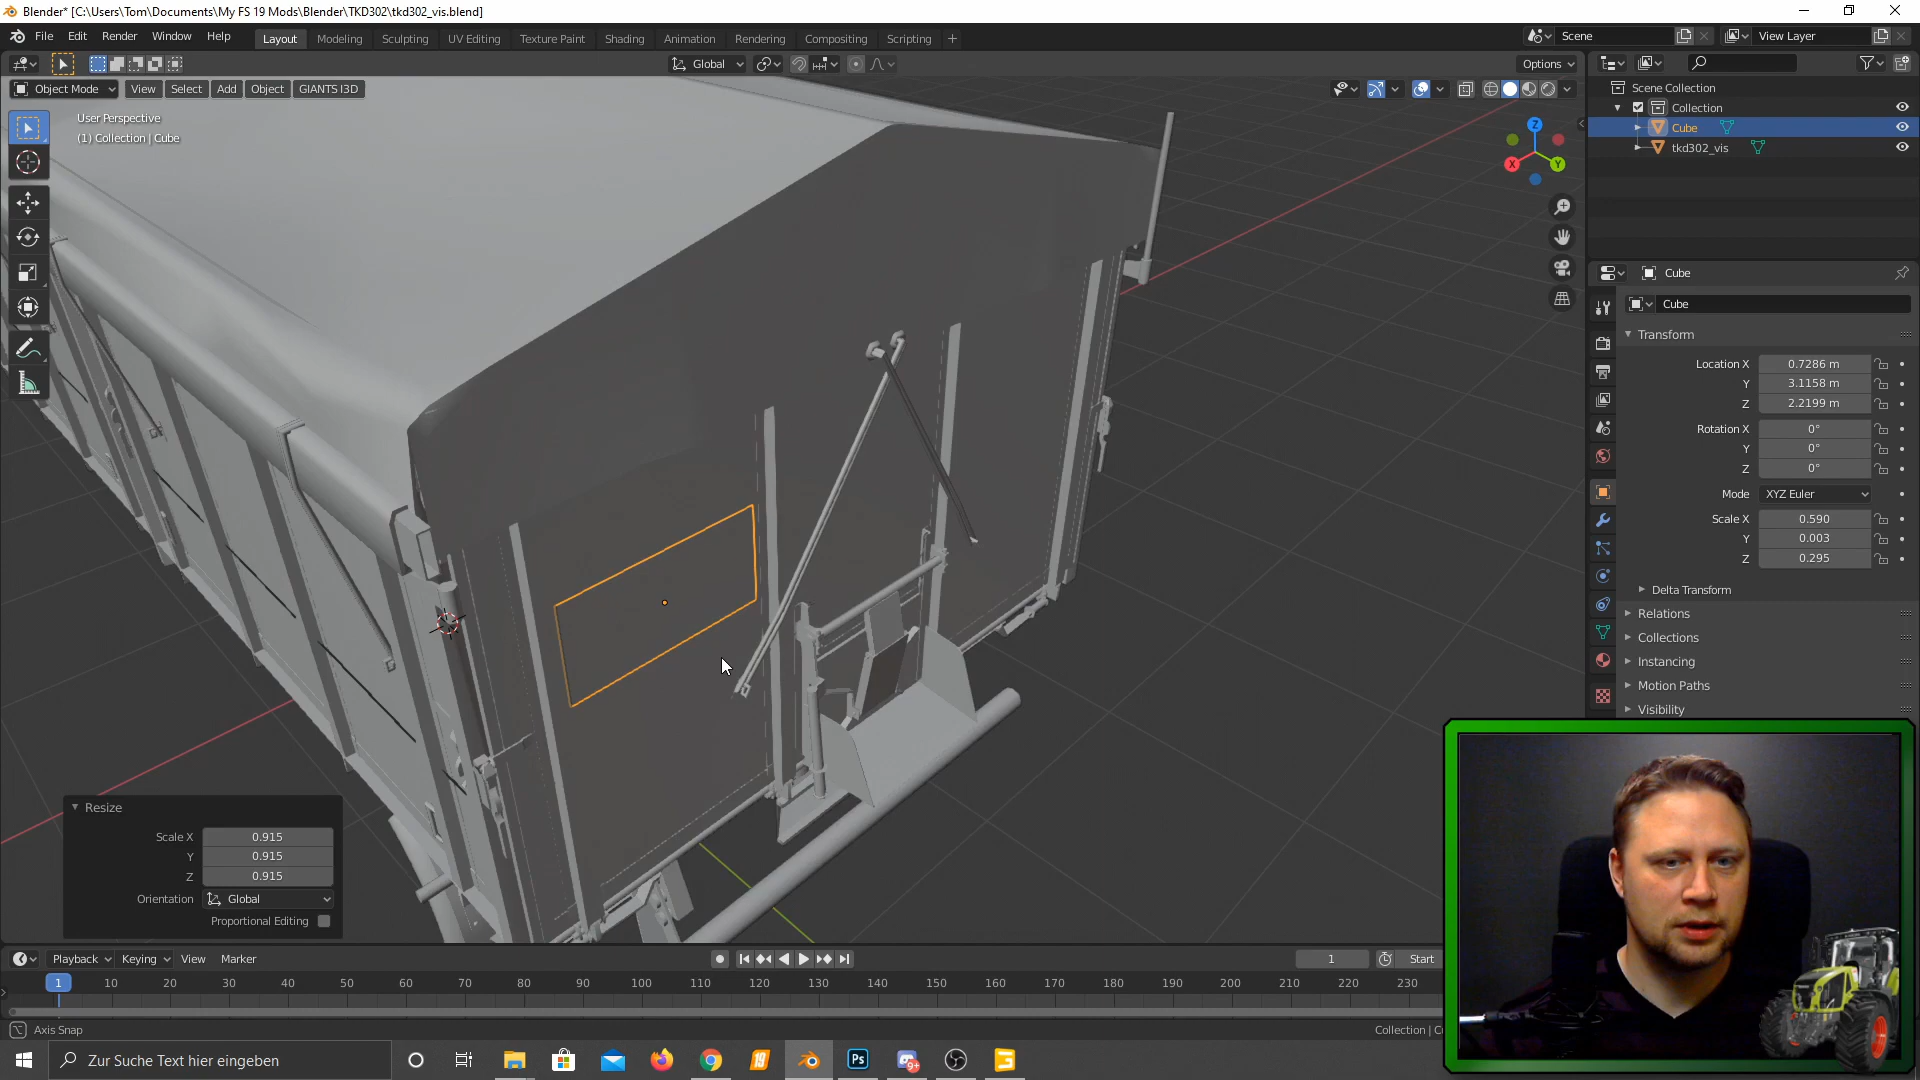 Blender* [C:\Users\Tom\Documents\My FS 19 Mods\Blender\TKD302\tkd302_vis.blend]
File Edit Render Window Help
Layout Modeling Sculpting UV Editing Texture Paint Shading Animation Rendering Compositing Scripting +
Scene
View Layer
Global
Options
Object Mode View Select Add Object GIANTS I3D
User Perspective
(1) Collection | Cube
Z
X
Y
Scene Collection
Collection
Cube
tkd302_vis
Cube
Cube
Transform
Location X 0.7286 m
Y 3.1158 m
Z 2.2199 m
Rotation X 0°
Y 0°
Z 0°
Mode XYZ Euler
Scale X 0.590
Y 0.003
Z 0.295
Delta Transform
Relations
Collections
Instancing
Motion Paths
Visibility
Resize
Scale X 0.915
Y 0.915
Z 0.915
Orientation Global
Proportional Editing
Playback Keying View Marker
1 Start
1 10 20 30 40 50 60 70 80 90 100 110 120 130 140 150 160 170 180 190 200 210 220 230
Axis Snap
Collection | Cu
Zur Suche Text hier eingeben
19
Ps
9+